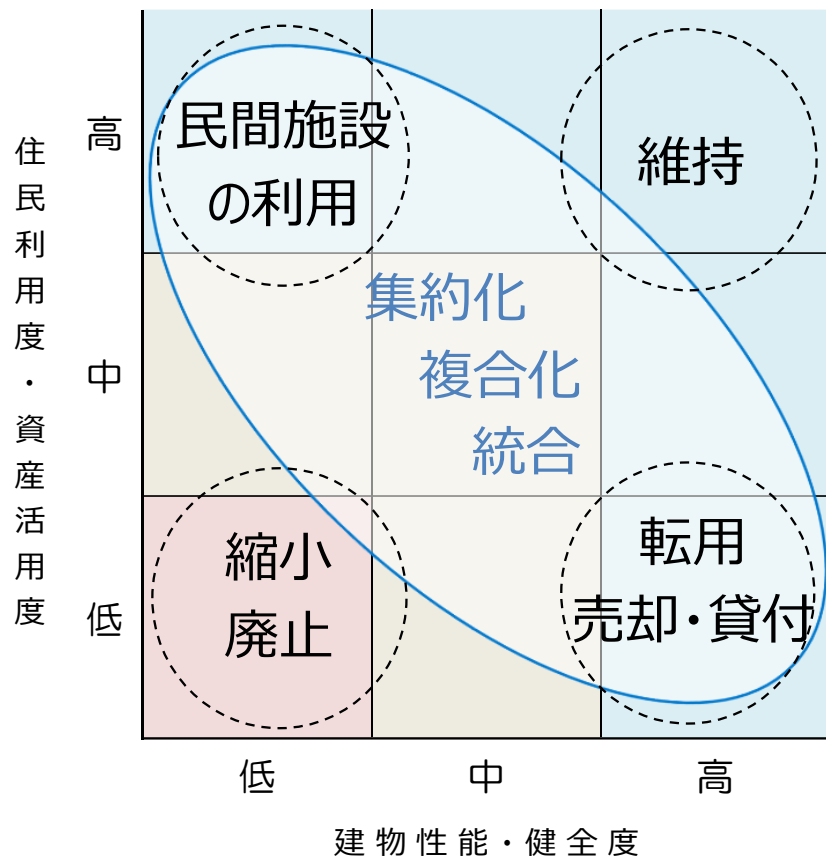 住民利用度・資産活用度
高
中
低
民間施設
の利用
維持
集約化
複合化
統合
縮小
廃止
転用
売却・貸付
低
中
高
建物性能・健全度